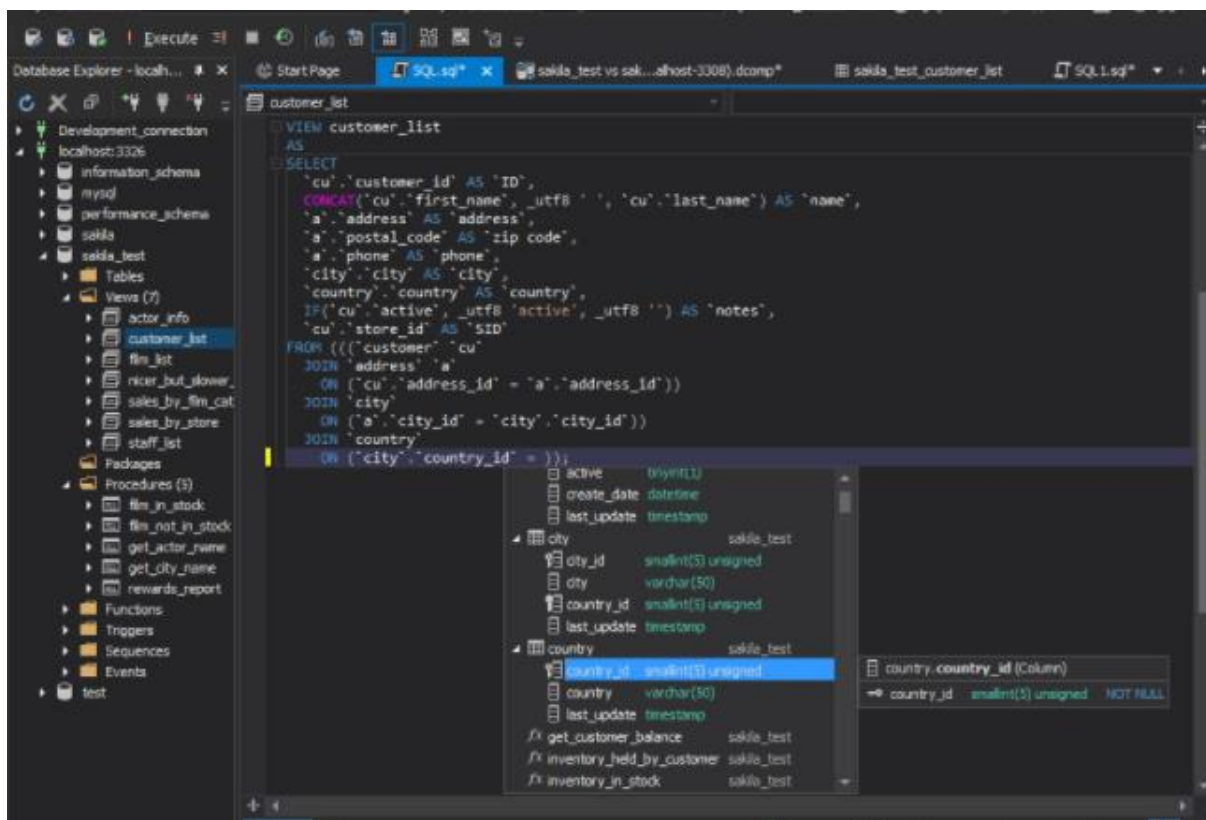 Execute
Database Explorer - localh...
Start Page
SQL.sql*
sakila_test vs sak...alhost-3308).dcomp*
sakila_test_customer_list
SQL1.sql*
customer_list
Development_connection
localhost:3326
information_schema
mysql
performance_schema
sakila
sakila_test
Tables
Views (7)
actor_info
customer_list
film_list
nicer_but_slower_
sales_by_film_cat
sales_by_store
staff_list
Packages
Procedures (5)
film_in_stock
film_not_in_stock
get_actor_name
get_city_name
rewards_report
Functions
Triggers
Sequences
Events
test
VIEW customer_list
AS
SELECT
`cu`.`customer_id` AS `ID`,
CONCAT(`cu`.`first_name`, _utf8 ' ', `cu`.`last_name`) AS `name`,
`a`.`address` AS `address`,
`a`.`postal_code` AS `zip code`,
`a`.`phone` AS `phone`,
`city`.`city` AS `city`,
`country`.`country` AS `country`,
IF(`cu`.`active`, _utf8 'active', _utf8 '') AS `notes`,
`cu`.`store_id` AS `SID`
FROM (((`customer` `cu`
JOIN `address` `a`
ON (`cu`.`address_id` = `a`.`address_id`))
JOIN `city`
ON (`a`.`city_id` = `city`.`city_id`))
JOIN `country`
ON (`city`.`country_id` = ));
active tinyint(1)
create_date datetime
last_update timestamp
city sakila_test
city_id smallint(5) unsigned
city varchar(50)
country_id smallint(5) unsigned
last_update timestamp
country sakila_test
country_id smallint(5) unsigned
country varchar(50)
last_update timestamp
get_customer_balance sakila_test
inventory_held_by_customer sakila_test
inventory_in_stock sakila_test
country.country_id (Column)
country_id smallint(5) unsigned NOT NULL